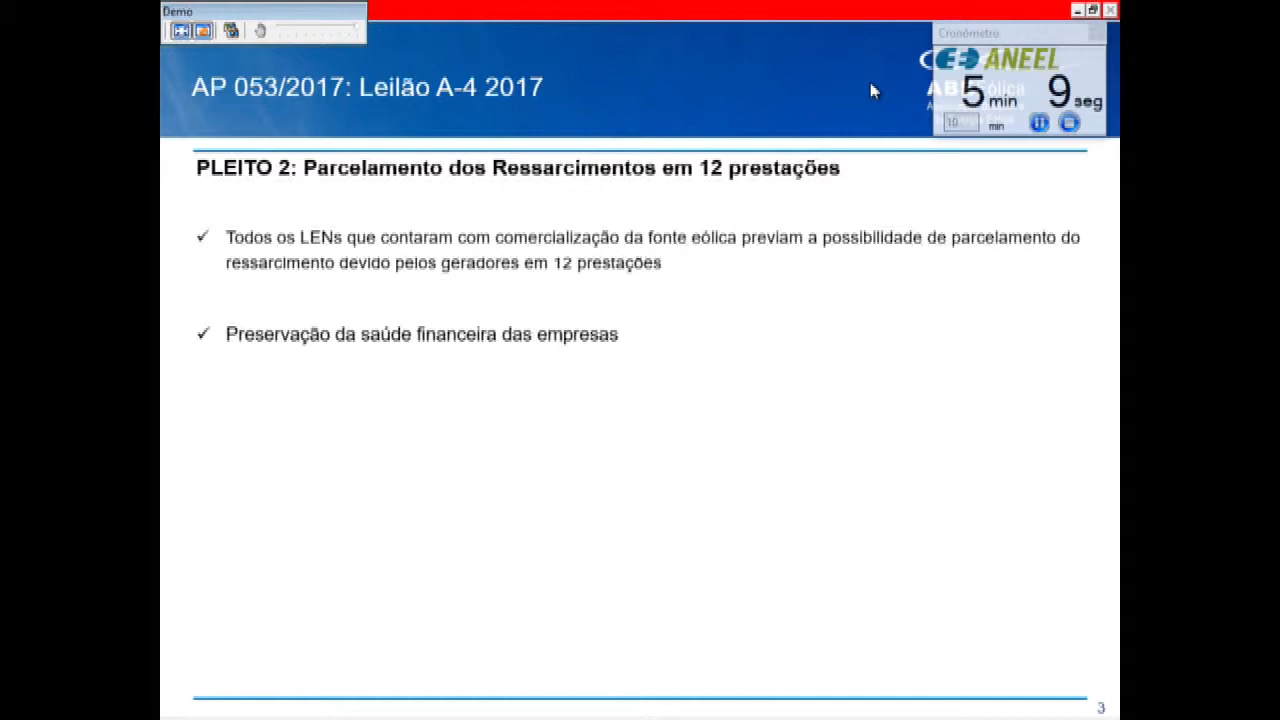 Demo
Cronômetro
ANEEL
AP 053/2017: Leilão A-4 2017
5 min 9 seg
10 min
PLEITO 2: Parcelamento dos Ressarcimentos em 12 prestações
✓ Todos os LENs que contaram com comercialização da fonte eólica previam a possibilidade de parcelamento do
ressarcimento devido pelos geradores em 12 prestações
✓ Preservação da saúde financeira das empresas
3